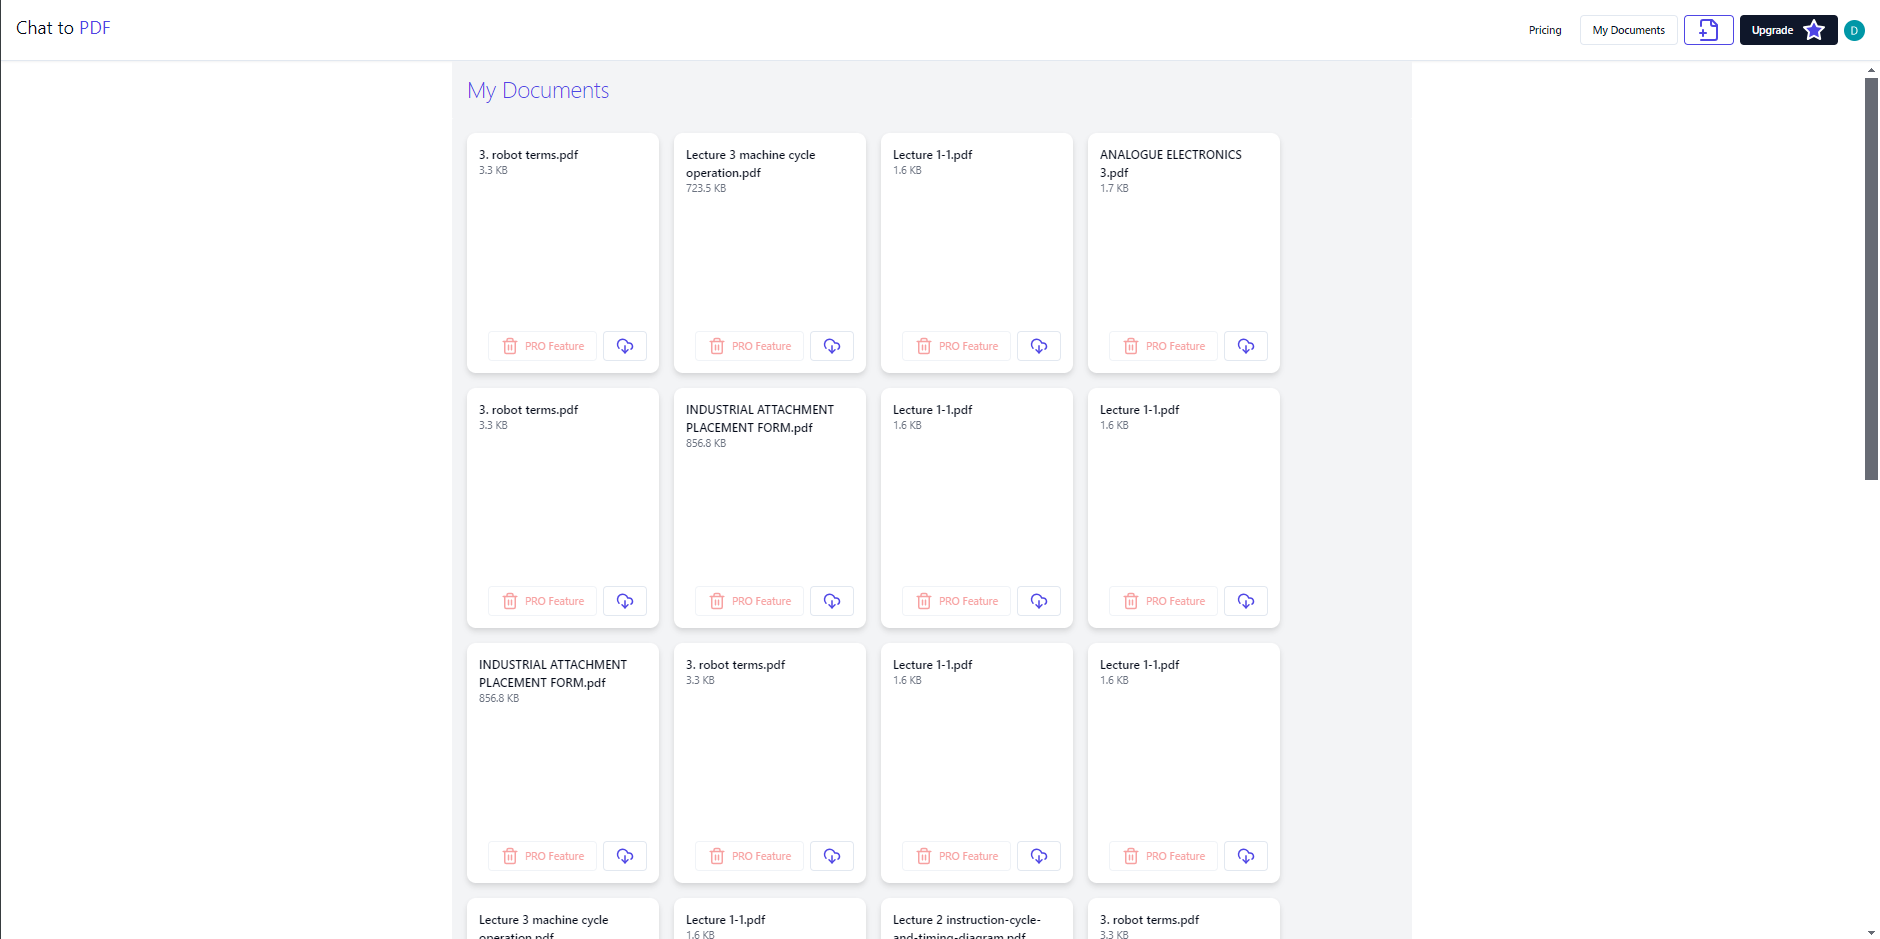 Chat to PDF
Pricing
My Documents
Upgrade
D
My Documents
3. robot terms.pdf
3.3 KB
PRO Feature
Lecture 3 machine cycle
operation.pdf
723.5 KB
PRO Feature
Lecture 1-1.pdf
1.6 KB
PRO Feature
ANALOGUE ELECTRONICS
3.pdf
1.7 KB
PRO Feature
3. robot terms.pdf
3.3 KB
PRO Feature
INDUSTRIAL ATTACHMENT
PLACEMENT FORM.pdf
856.8 KB
PRO Feature
Lecture 1-1.pdf
1.6 KB
PRO Feature
Lecture 1-1.pdf
1.6 KB
PRO Feature
INDUSTRIAL ATTACHMENT
PLACEMENT FORM.pdf
856.8 KB
PRO Feature
3. robot terms.pdf
3.3 KB
PRO Feature
Lecture 1-1.pdf
1.6 KB
PRO Feature
Lecture 1-1.pdf
1.6 KB
PRO Feature
Lecture 3 machine cycle
operation.pdf
Lecture 1-1.pdf
1.6 KB
Lecture 2 instruction-cycle-
and-timing-diagram.pdf
3. robot terms.pdf
3.3 KB